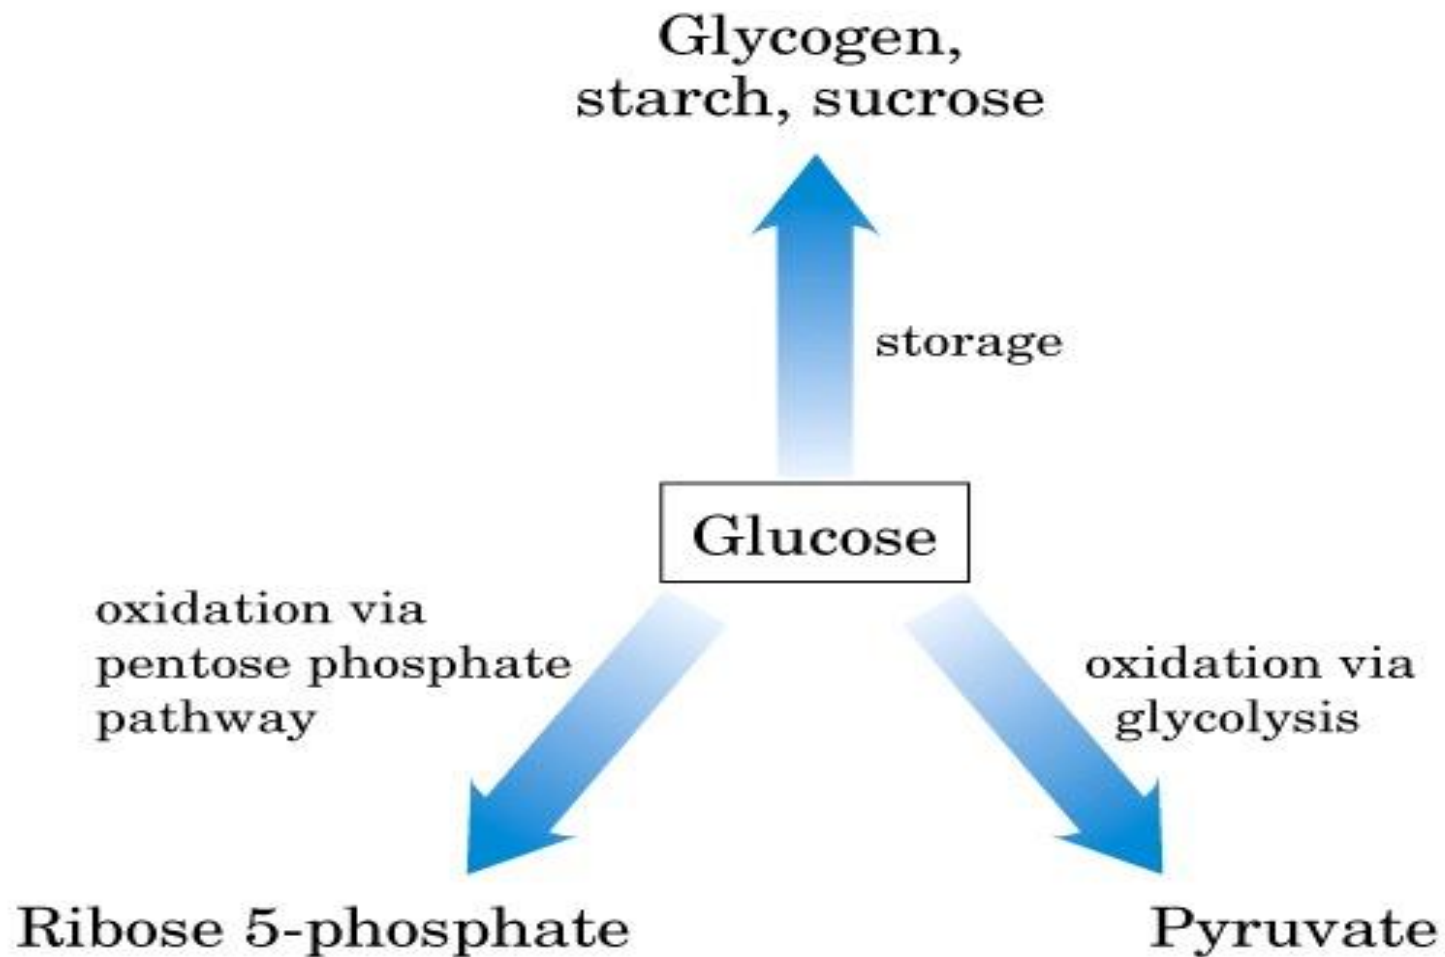 Glycogen,
starch, sucrose
storage
Glucose
oxidation via
pentose phosphate
pathway
oxidation via
glycolysis
Ribose 5-phosphate
Pyruvate